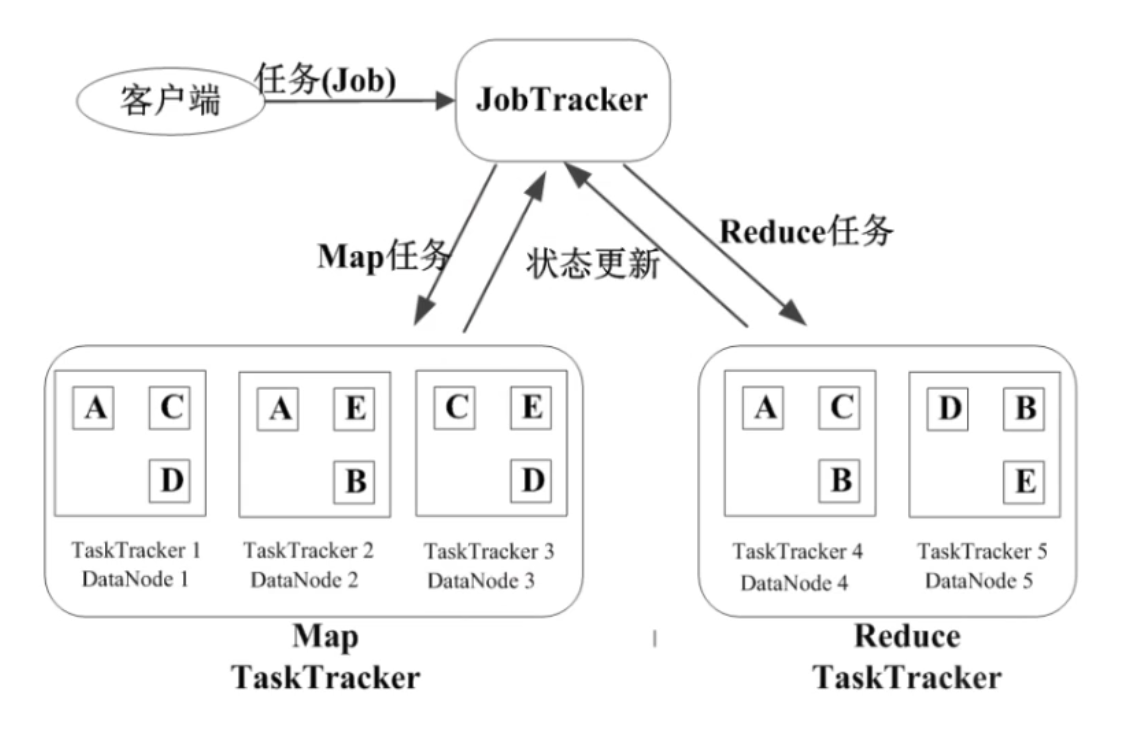 客户端
任务(Job)
JobTracker
Map任务
状态更新
Reduce任务
A C
D
A E
B
C E
D
A C
B
D B
E
TaskTracker 1
DataNode 1
TaskTracker 2
DataNode 2
TaskTracker 3
DataNode 3
TaskTracker 4
DataNode 4
TaskTracker 5
DataNode 5
Map
TaskTracker
Reduce
TaskTracker